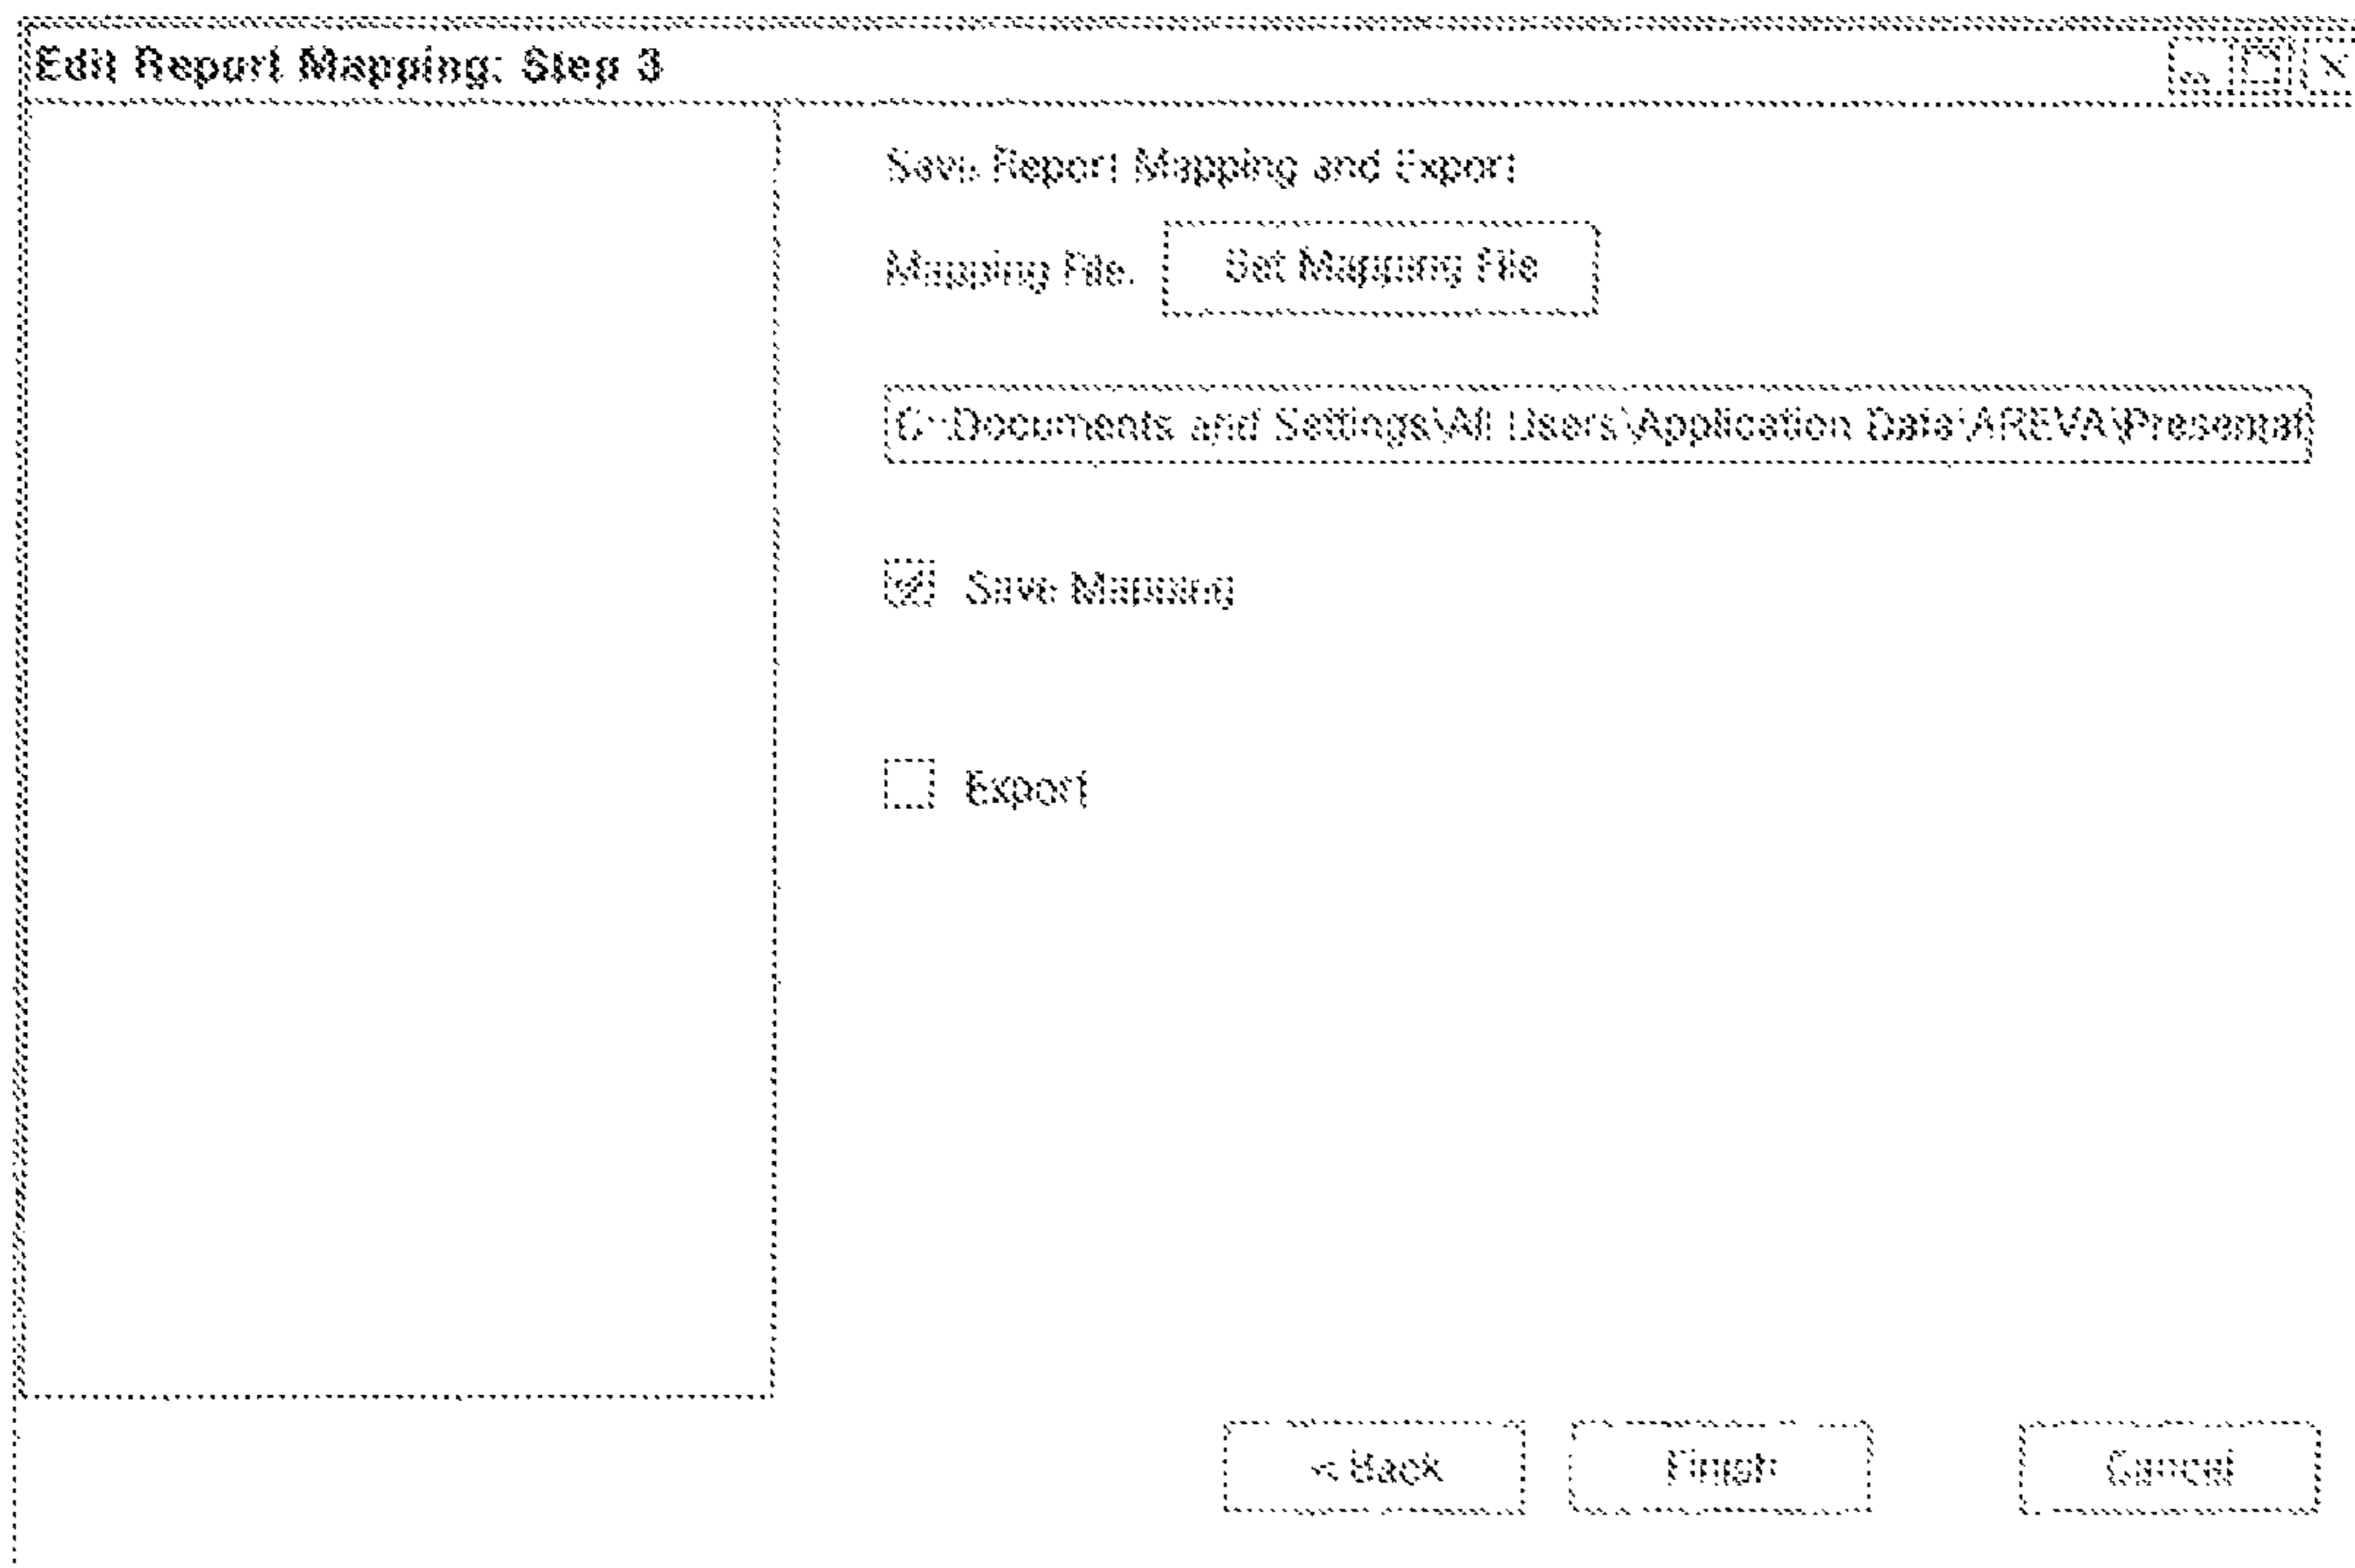 Edit Report Mapping: Step 3
Save Report Mapping and Export
Mapping File:
Set Mapping File
C:\Documents and Settings\All Users\Application Data\AREVA\Presentat
Save Mapping
Export
< Back
Finish
Cancel